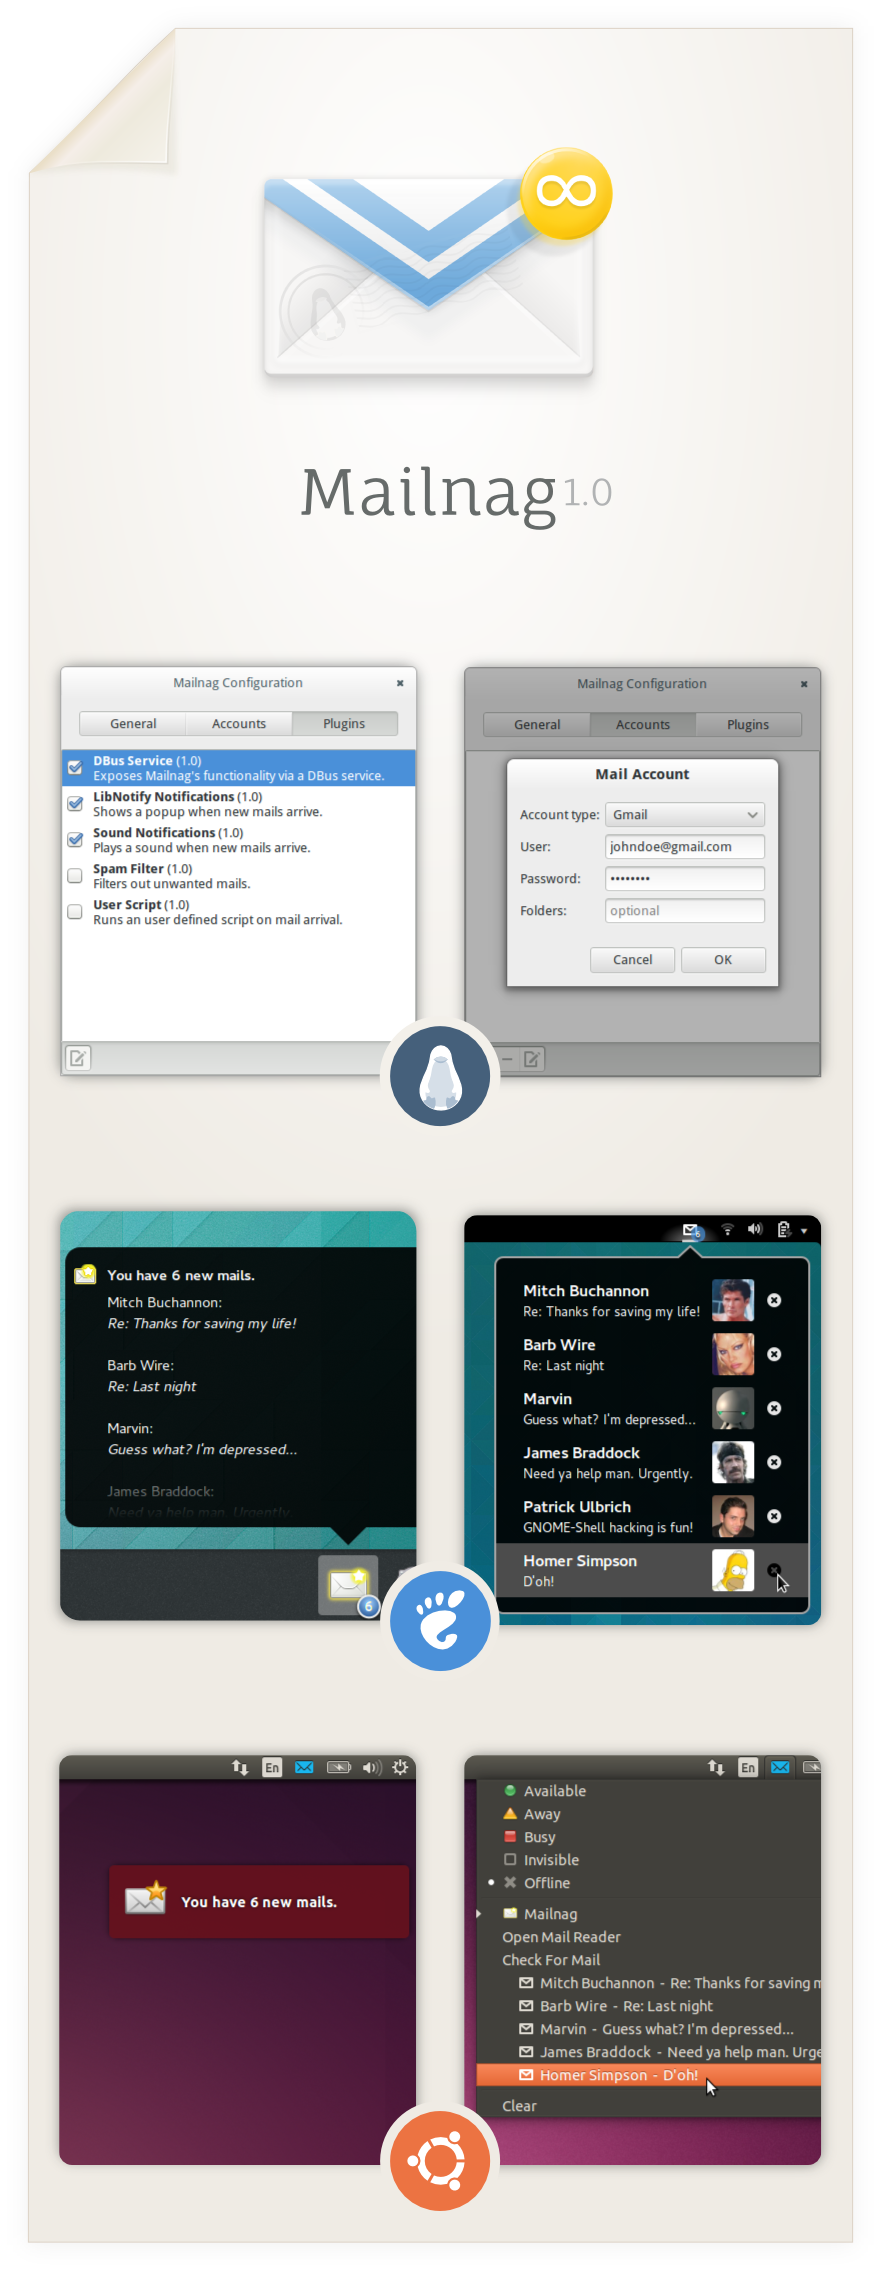 Mailnag 1.0
Mailnag Configuration
General Accounts Plugins
DBus Service (1.0)
Exposes Mailnag's functionality via a DBus service.
LibNotify Notifications (1.0)
Shows a popup when new mails arrive.
Sound Notifications (1.0)
Plays a sound when new mails arrive.
Spam Filter (1.0)
Filters out unwanted mails.
User Script (1.0)
Runs an user defined script on mail arrival.
Mailnag Configuration
General Accounts Plugins
Mail Account
Account type: Gmail
User: johndoe@gmail.com
Password: ••••••••
Folders: optional
Cancel OK
You have 6 new mails.
Mitch Buchannon:
Re: Thanks for saving my life!
Barb Wire:
Re: Last night
Marvin:
Guess what? I'm depressed...
James Braddock:
Need ya help man. Urgently.
6
6
Mitch Buchannon
Re: Thanks for saving my life!
Barb Wire
Re: Last night
Marvin
Guess what? I'm depressed...
James Braddock
Need ya help man. Urgently.
Patrick Ulbrich
GNOME-Shell hacking is fun!
Homer Simpson
D'oh!
En
You have 6 new mails.
En
Available
Away
Busy
Invisible
Offline
Mailnag
Open Mail Reader
Check For Mail
Mitch Buchannon - Re: Thanks for saving m
Barb Wire - Re: Last night
Marvin - Guess what? I'm depressed...
James Braddock - Need ya help man. Urge
Homer Simpson - D'oh!
Clear